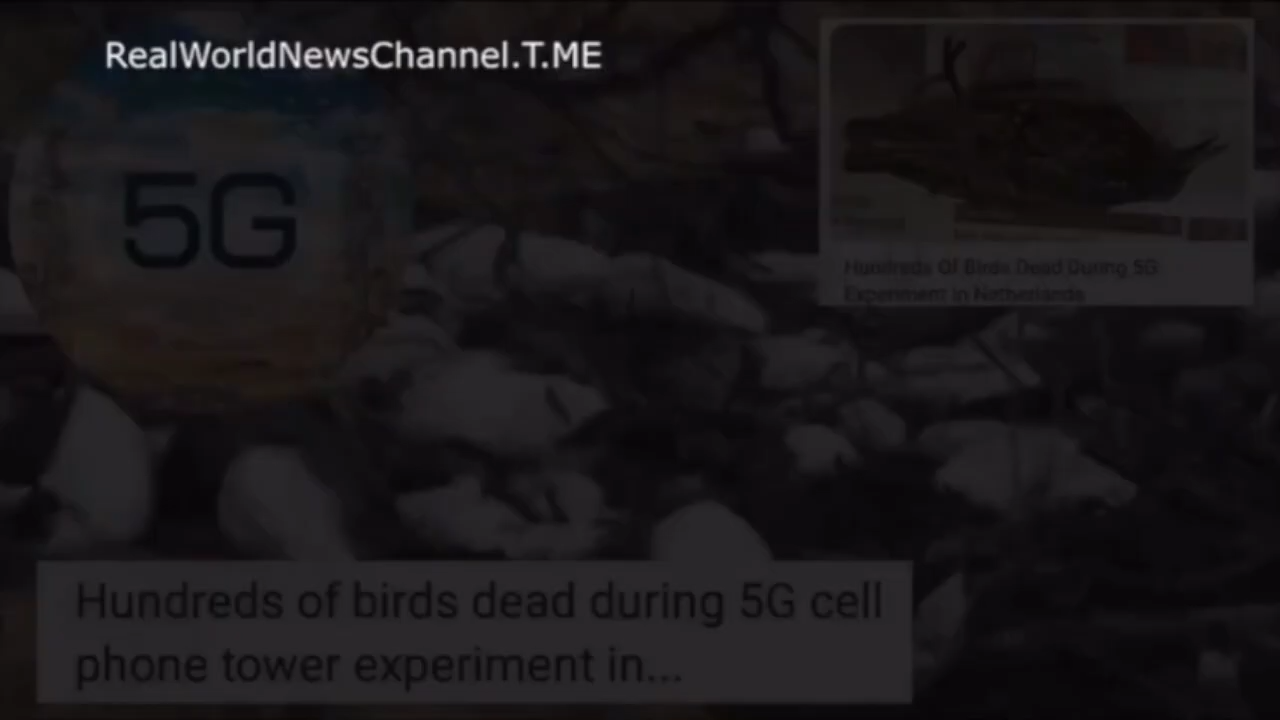 RealWorldNewsChannel.T.ME
5G
Hundreds Of Birds Dead During 5G
Experiment in Netherlands
Hundreds of birds dead during 5G cell
phone tower experiment in...